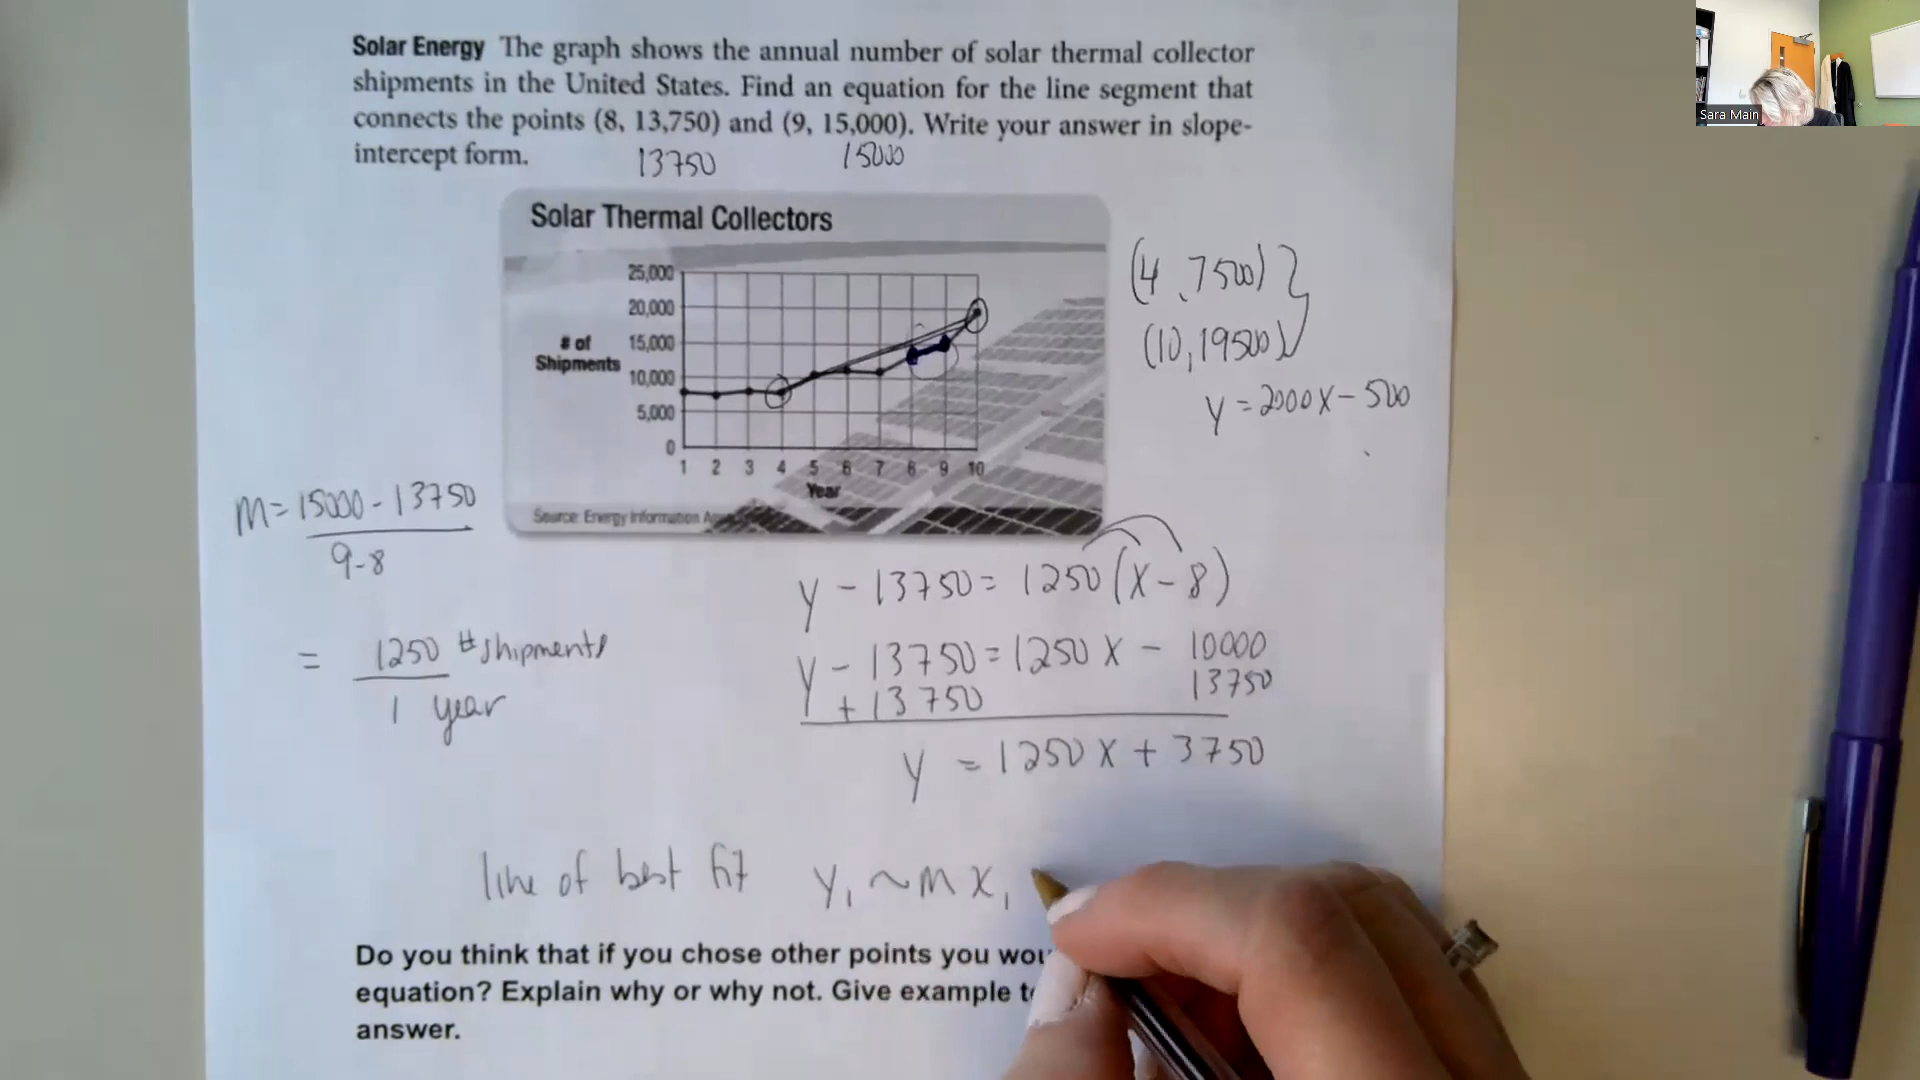 Solar Energy The graph shows the annual number of solar thermal collector
shipments in the United States. Find an equation for the line segment that
connects the points (8, 13,750) and (9, 15,000). Write your answer in slope-
intercept form.
13750 15000
Solar Thermal Collectors
25,000
20,000
15,000
10,000
5,000
0
# of
Shipments
1 2 3 4 5 6 7 8 9 10
Year
Source: Energy Information
(4, 7500)
(10, 19500)
y = 2000x - 500
m = 15000 - 13750
9 - 8
= 1250 # shipments
1 year
y - 13750 = 1250 (x - 8)
y - 13750 = 1250x - 10000
+ 13750 13750
y = 1250x + 3750
line of best fit y₁ ~ mx₁
Do you think that if you chose other points you
equation? Explain why or why not. Give example
answer.
Sara Main